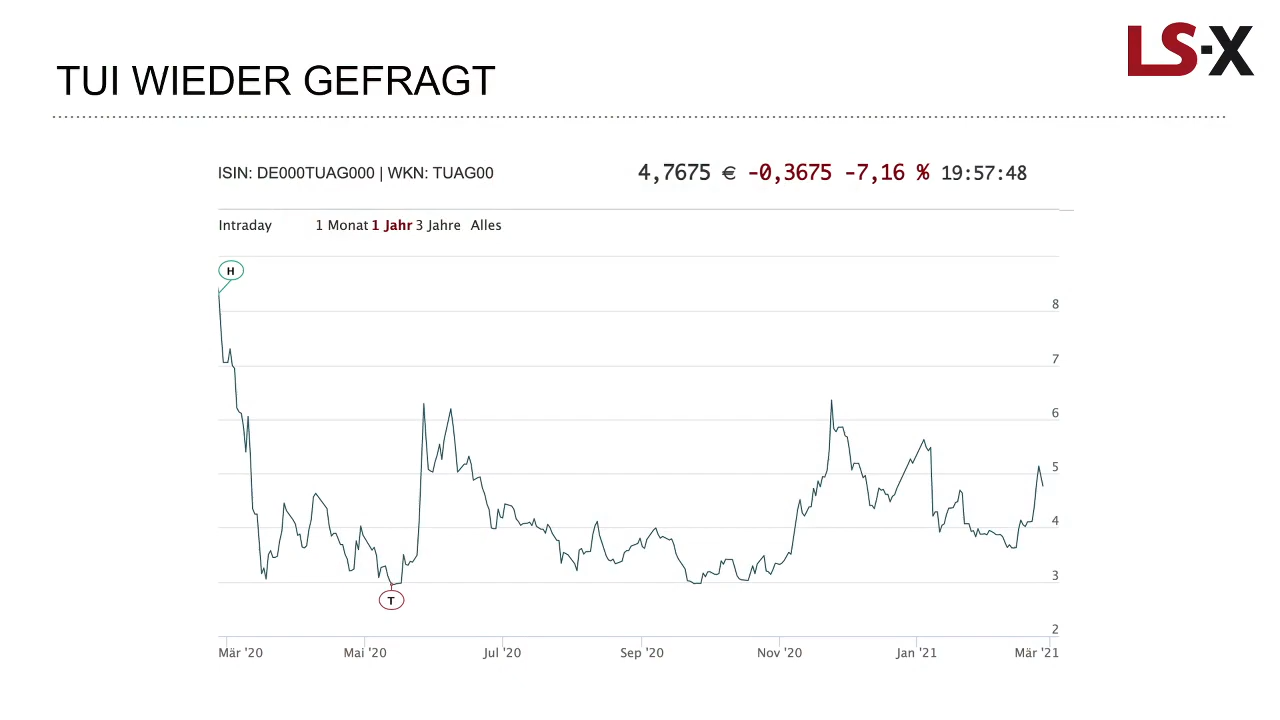 LS-X
TUI WIEDER GEFRAGT
ISIN: DE000TUAG000 | WKN: TUAG00
4,7675 € -0,3675 -7,16 % 19:57:48
Intraday 1 Monat 1 Jahr 3 Jahre Alles
H
8
7
6
5
4
3
T
2
Mär '20 Mai '20 Jul '20 Sep '20 Nov '20 Jan '21 Mär '21